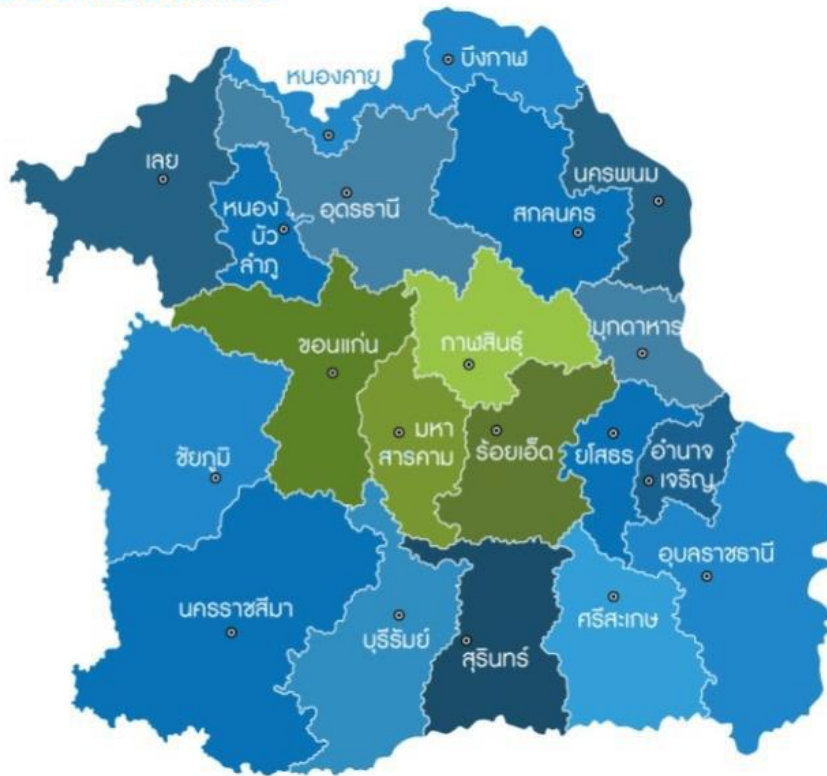 บึงกาฬ
หนองคาย
เลย
นครพนม
หนอง
บัว
ลำภู
อุดรธานี
สกลนคร
มุกดาหาร
ขอนแก่น
กาฬสินธุ์
มหา
สารคาม
ร้อยเอ็ด
ยโสธร
อำนาจ
เจริญ
ชัยภูมิ
อุบลราชธานี
นครราชสีมา
บุรีรัมย์
สุรินทร์
ศรีสะเกษ